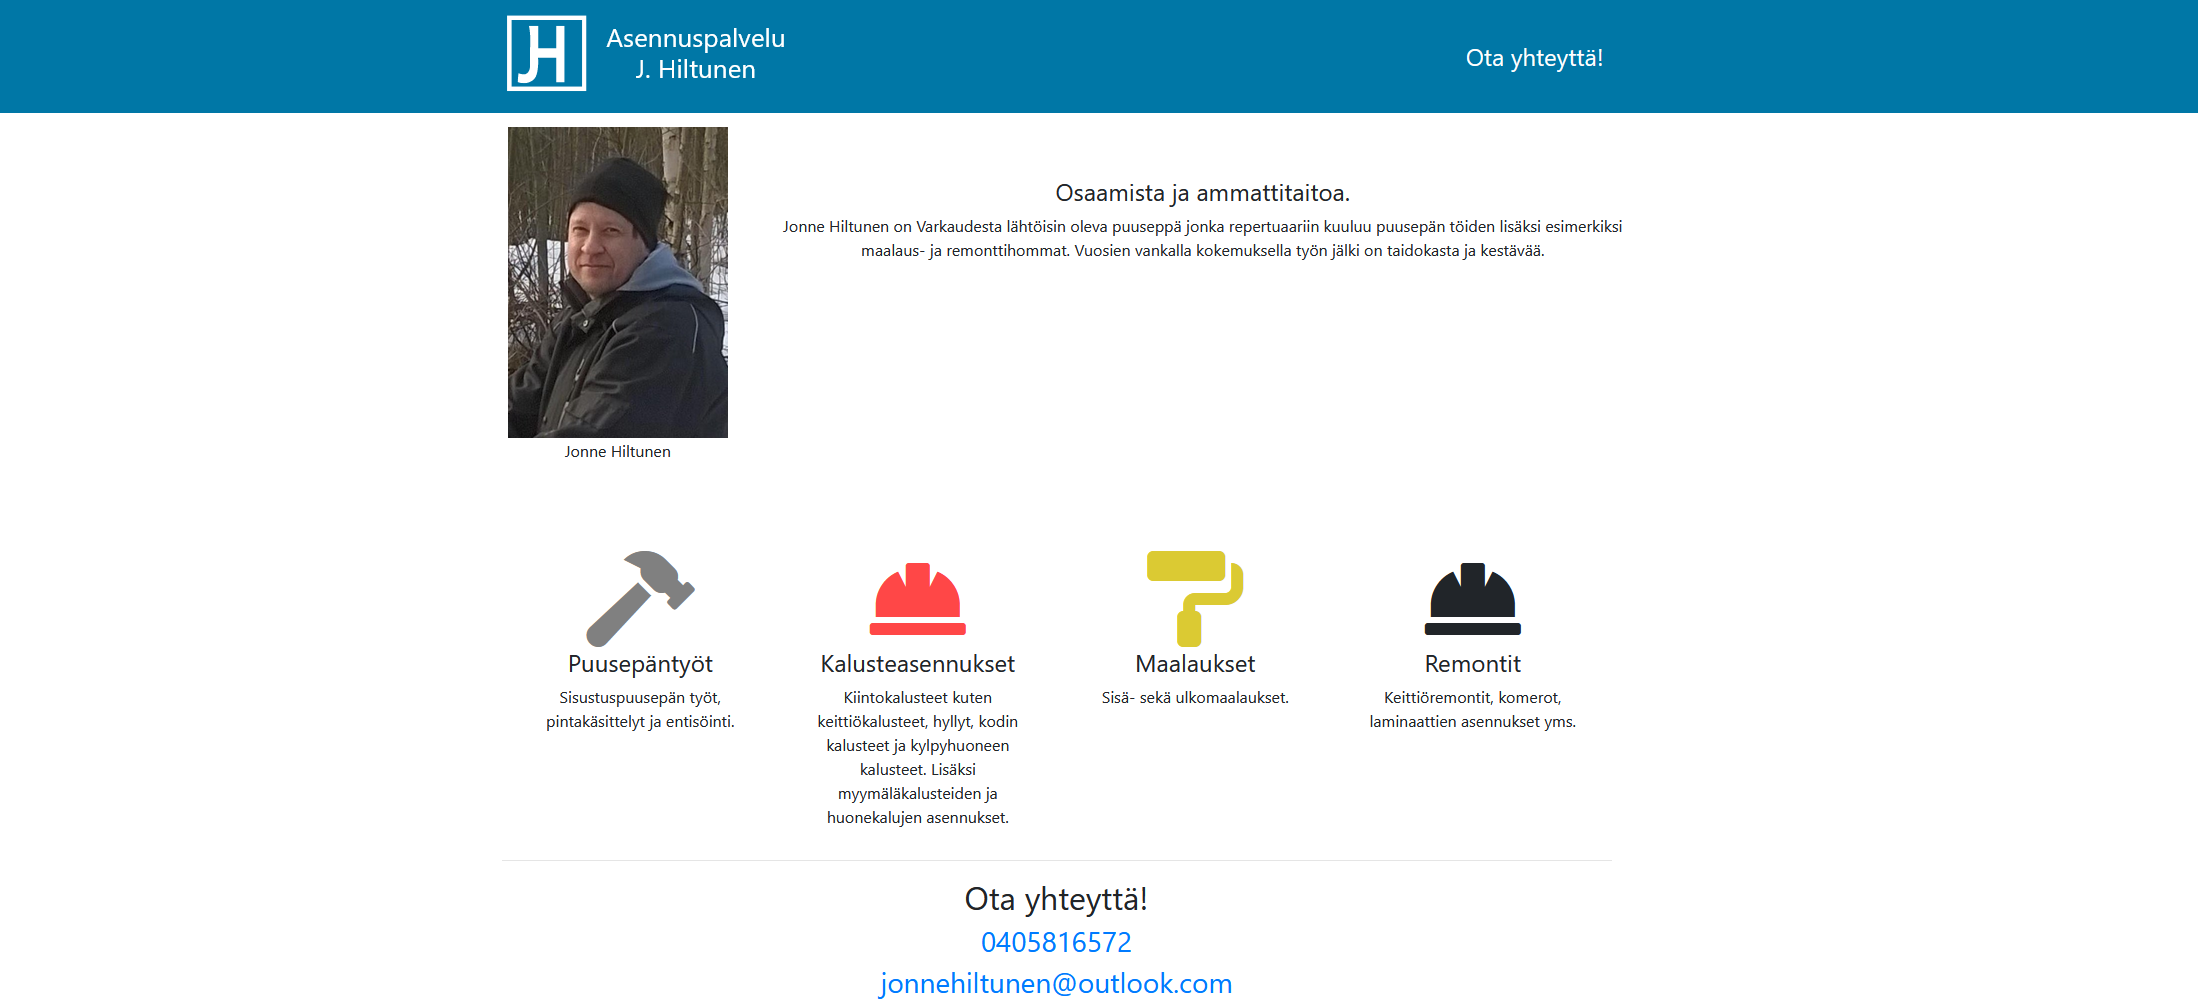 JH
Asennuspalvelu
J. Hiltunen
Ota yhteyttä!
Osaamista ja ammattitaitoa.
Jonne Hiltunen on Varkaudesta lähtöisin oleva puuseppä jonka repertuaariin kuuluu puusepän töiden lisäksi esimerkiksi
maalaus- ja remonttihommat. Vuosien vankalla kokemuksella työn jälki on taidokasta ja kestävää.
Jonne Hiltunen
Puusepäntyöt
Sisustuspuusepän työt,
pintakäsittelyt ja entisöinti.
Kalusteasennukset
Kiintokalusteet kuten
keittiökalusteet, hyllyt, kodin
kalusteet ja kylpyhuoneen
kalusteet. Lisäksi
myymäläkalusteiden ja
huonekalujen asennukset.
Maalaukset
Sisä- sekä ulkomaalaukset.
Remontit
Keittiöremontit, komerot,
laminaattien asennukset yms.
Ota yhteyttä!
0405816572
jonnehiltunen@outlook.com